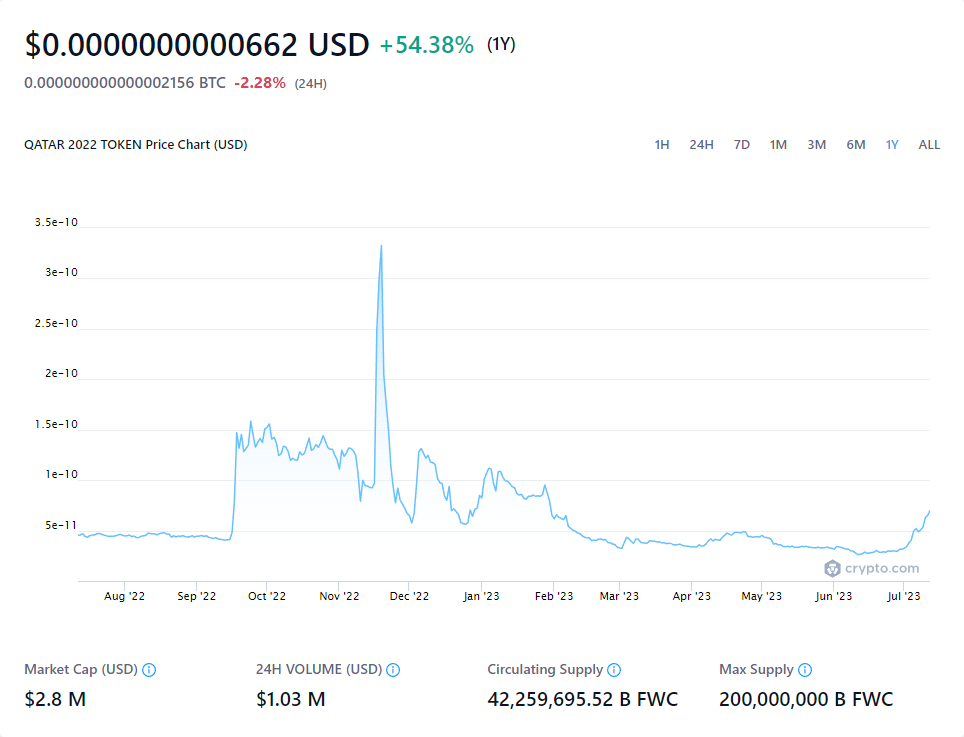 $0.0000000000662 USD +54.38% (1Y)
0.000000000000002156 BTC -2.28% (24H)
QATAR 2022 TOKEN Price Chart (USD) 1H 24H 7D 1M 3M 6M 1Y ALL
3.5e-10
3e-10
2.5e-10
2e-10
1.5e-10
1e-10
5e-11
crypto.com
Aug '22 Sep '22 Oct '22 Nov '22 Dec '22 Jan '23 Feb '23 Mar '23 Apr '23 May '23 Jun '23 Jul '23
Market Cap (USD) 24H VOLUME (USD) Circulating Supply Max Supply
$2.8 M $1.03 M 42,259,695.52 B FWC 200,000,000 B FWC